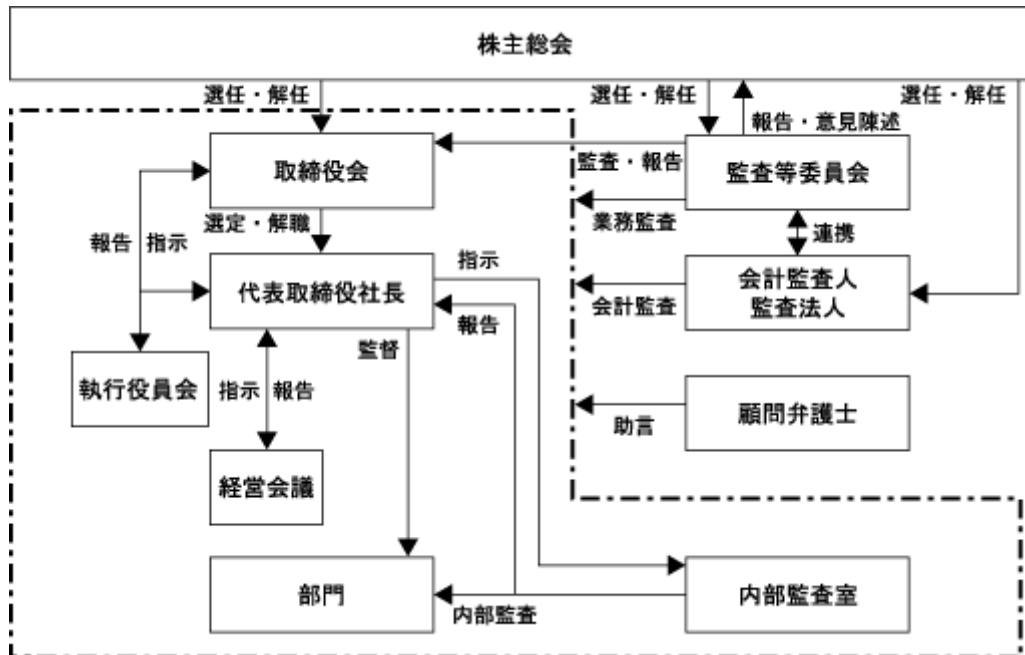 株主総会
選任・解任
選任・解任
選任・解任
報告・意見陳述
取締役会
監査・報告
監査等委員会
選定・解職
業務監査
連携
報告
指示
指示
代表取締役社長
会計監査人
監査法人
会計監査
報告
監督
執行役員会
指示
報告
顧問弁護士
助言
経営会議
部門
内部監査
内部監査室